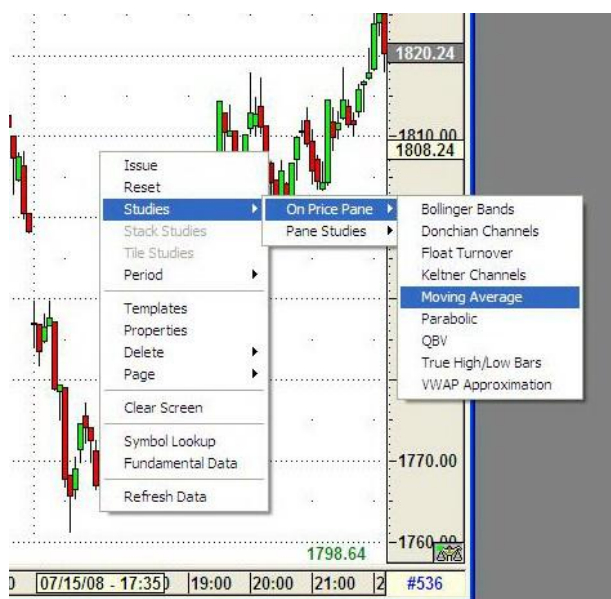 1820.24
1810.00
1808.24
Issue
Reset
Studies
Stack Studies
Tile Studies
Period
Templates
Properties
Delete
Page
Clear Screen
Symbol Lookup
Fundamental Data
Refresh Data
On Price Pane
Pane Studies
Bollinger Bands
Donchian Channels
Float Turnover
Keltner Channels
Moving Average
Parabolic
QBV
True High/Low Bars
VWAP Approximation
1770.00
1760.00
1798.64
07/15/08 - 17:35 19:00 20:00 21:00 2 #536